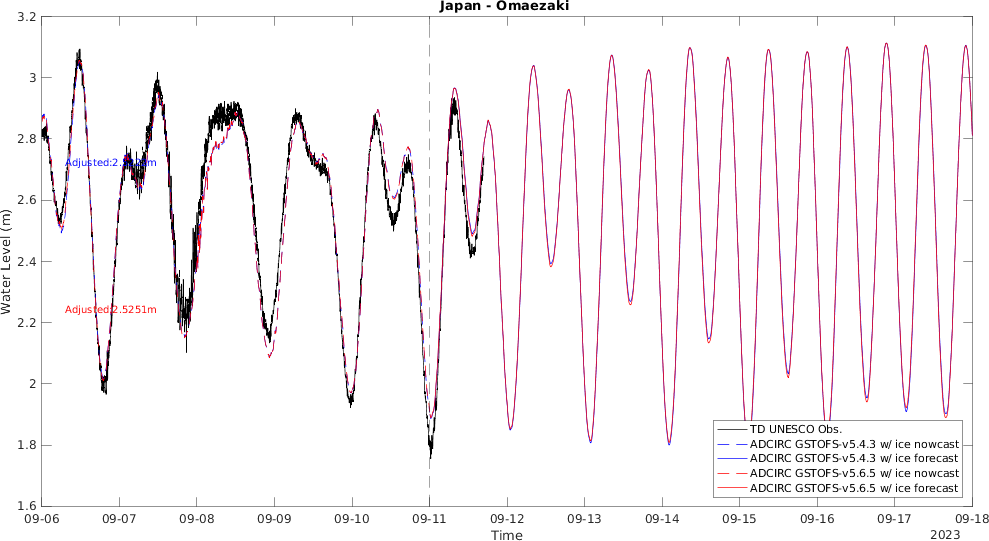 Japan - Omaezaki
Water Level (m)
3.2
3
2.8
2.6
2.4
2.2
2
1.8
1.6
Adjusted:2.5251m
TD UNESCO Obs.
ADCIRC GSTOFS-v5.4.3 w/ ice nowcast
ADCIRC GSTOFS-v5.4.3 w/ ice forecast
ADCIRC GSTOFS-v5.6.5 w/ ice nowcast
ADCIRC GSTOFS-v5.6.5 w/ ice forecast
09-06 09-07 09-08 09-09 09-10 09-11 09-12 09-13 09-14 09-15 09-16 09-17 09-18
Time
2023